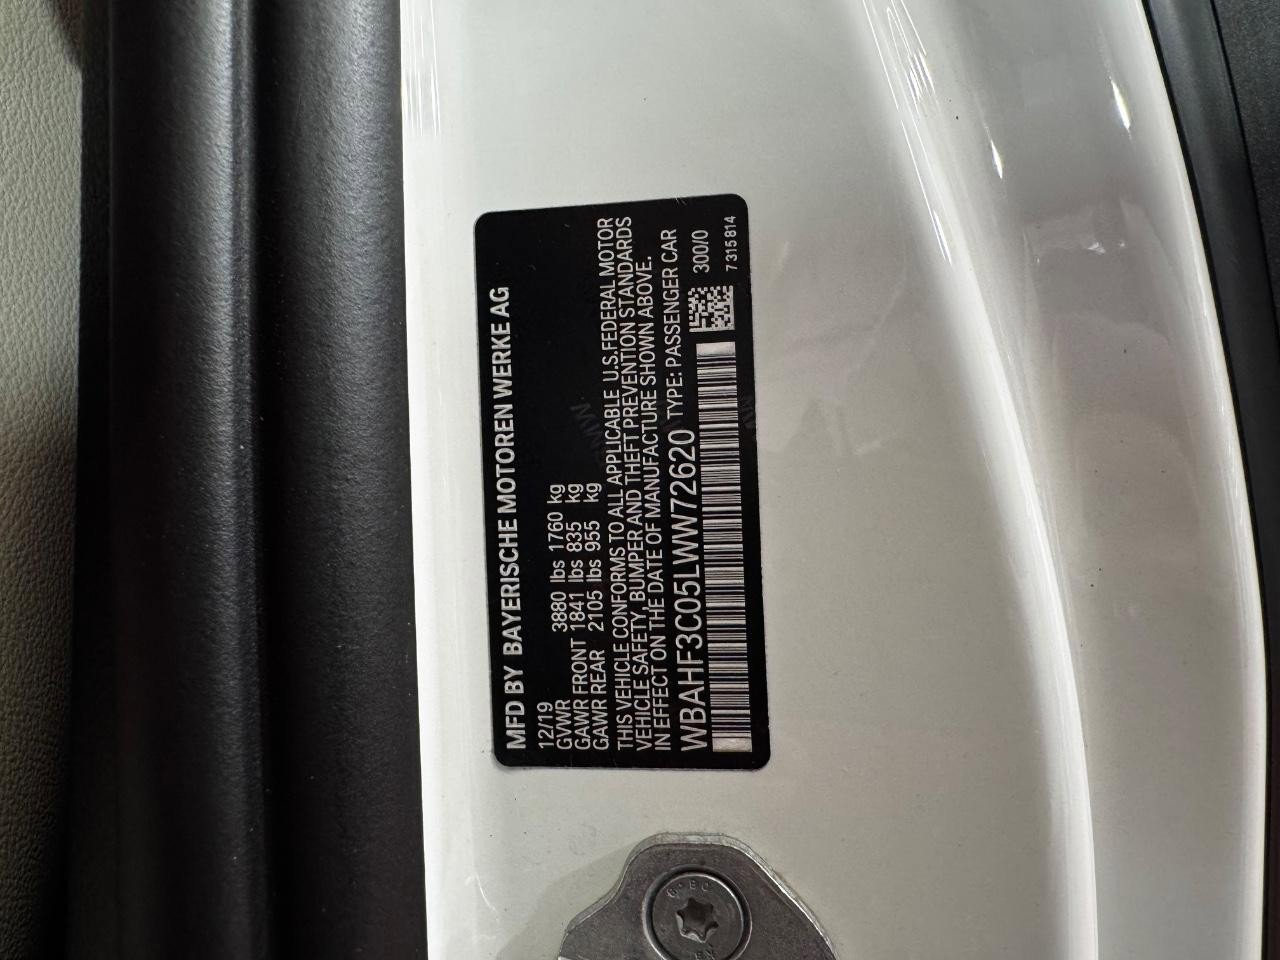 MFD BY BAYERISCHE MOTOREN WERKE AG
12/19
GVWR 3880 lbs 1760 kg
GAWR FRONT 1841 lbs 835 kg
GAWR REAR 2105 lbs 955 kg
THIS VEHICLE CONFORMS TO ALL APPLICABLE U.S.FEDERAL MOTOR
VEHICLE SAFETY, BUMPER AND THEFT PREVENTION STANDARDS
IN EFFECT ON THE DATE OF MANUFACTURE SHOWN ABOVE.
WBAHF3C05LWW72620 TYPE: PASSENGER CAR
300/0
7315814